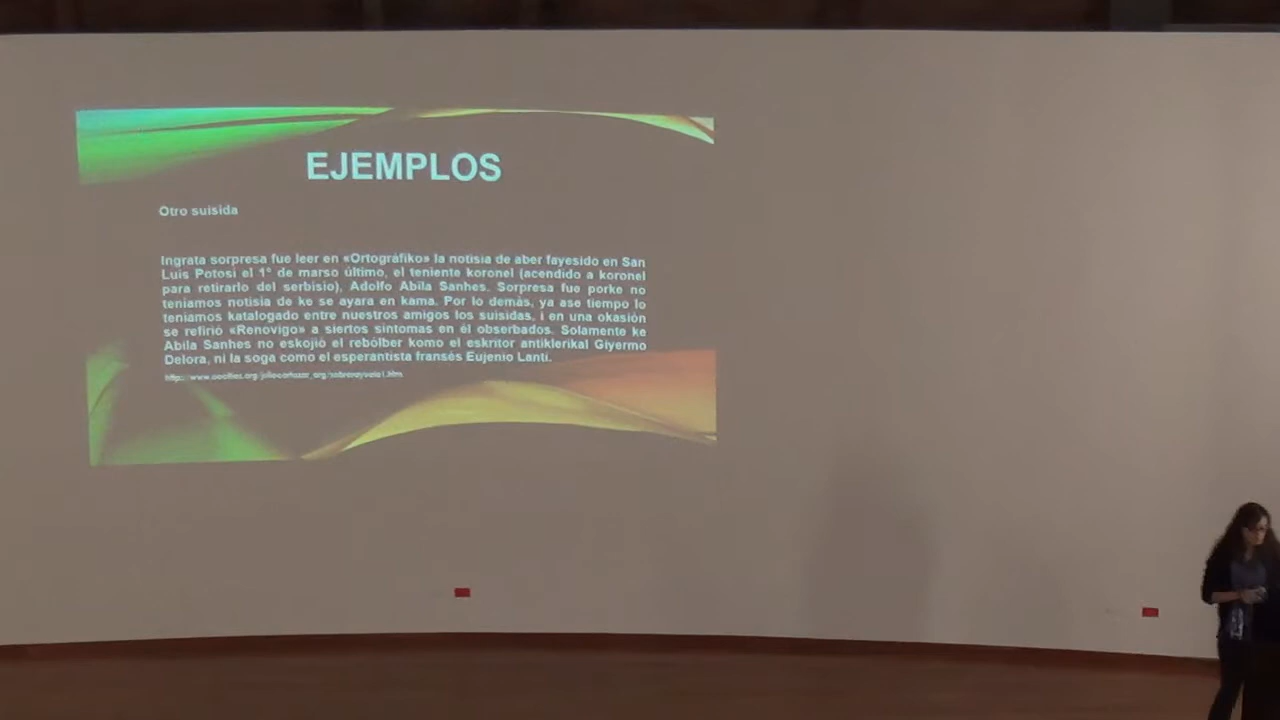 EJEMPLOS
Otro suisida
Ingrata sorpresa fue leer en «Ortográfiko» la notisia de aber fayesido en San
Luis Potosí el 1° de marso último, el teniente koronel (acendido a koronel
para retirarlo del serbisio), Adolfo Abila Sanhes. Sorpresa fuo porke no
teníamos notisia de ke se ayara en kama. Por lo demás, ya ase tiempo lo
teníamos katalogado entre nuestros amigos los suisidas, i en una okasión
se refirió «Renovigo» a siertos síntomas en él obserbados. Solamente ke
Abila Sanhes no eskojió el rebólber komo el eskritor antiklerikal Giyermo
Delora, ni la soga como el esperantista fransés Eujenio Lanti.